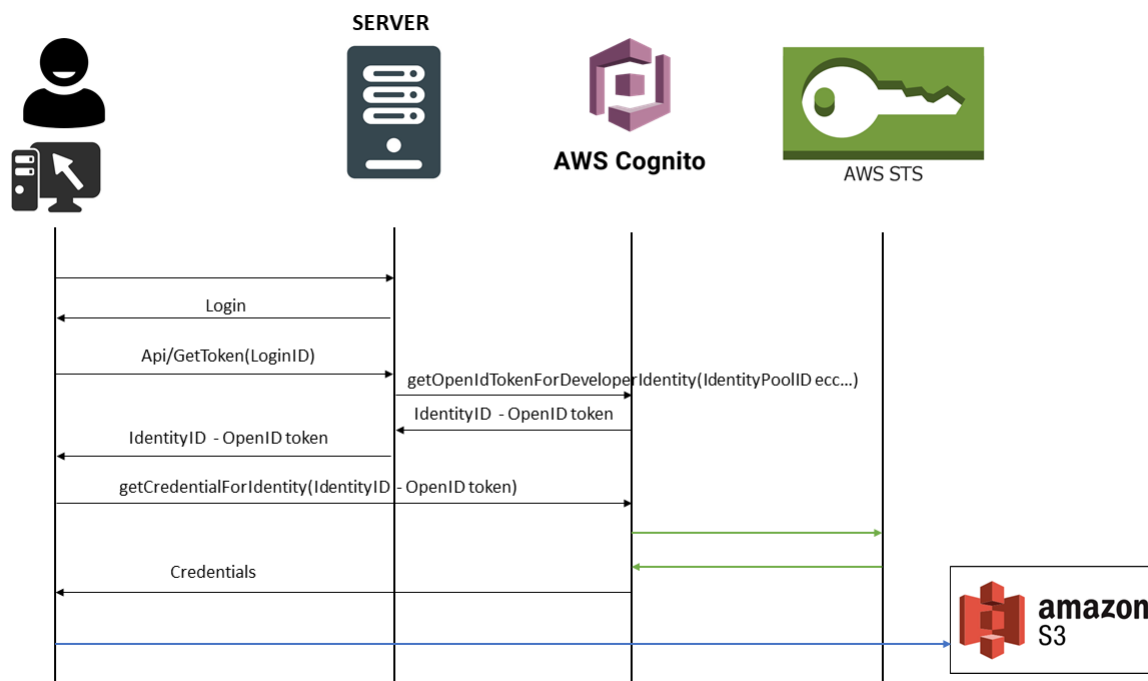 SERVER
AWS Cognito
AWS STS
Login
Api/GetToken(LoginID)
getOpenIdTokenForDeveloperIdentity(IdentityPoolID ecc...)
IdentityID - OpenID token
IdentityID - OpenID token
getCredentialForIdentity(IdentityID - OpenID token)
Credentials
amazon
S3